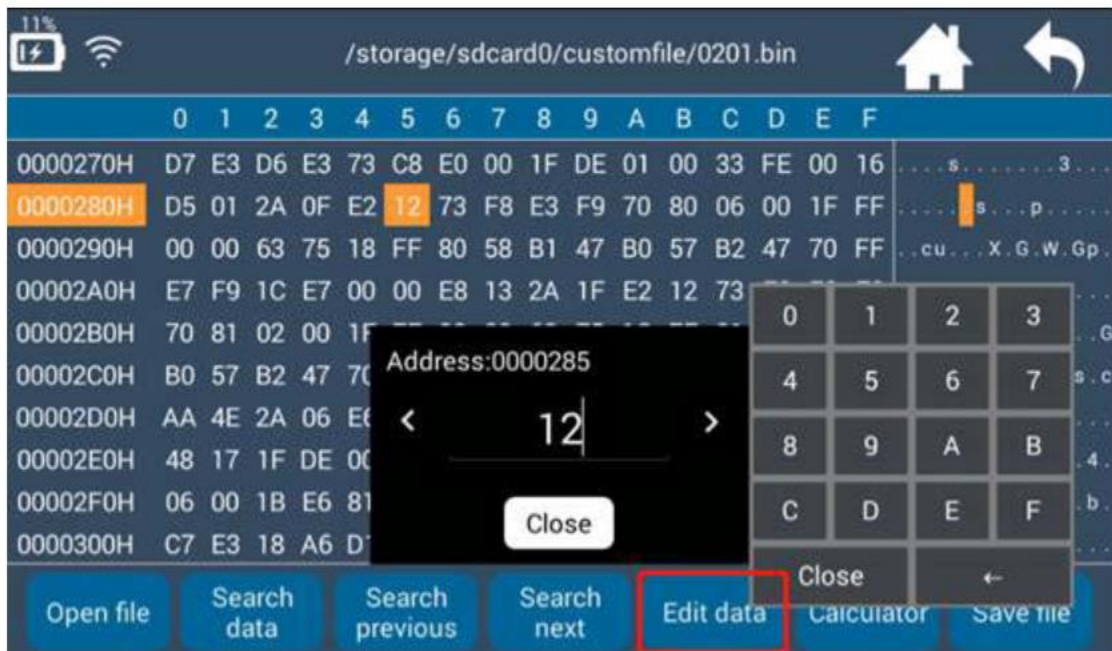 11%
/storage/sdcard0/customfile/0201.bin
0 1 2 3 4 5 6 7 8 9 A B C D E F
0000270H D7 E3 D6 E3 73 C8 E0 00 1F DE 01 00 33 FE 00 16 ....s.......3...
0000280H D5 01 2A 0F E2 12 73 F8 E3 F9 70 80 06 00 1F FF ......s...p.....
0000290H 00 00 63 75 18 FF 80 58 B1 47 B0 57 B2 47 70 FF ..cu...X.G.W.Gp.
00002A0H E7 F9 1C E7 00 00 E8 13 2A 1F E2 12 73
00002B0H 70 81 02 00 ..G
00002C0H B0 57 B2 47 s.c
00002D0H AA 4E 2A 06
00002E0H 48 17 1F DE .4.
00002F0H 06 00 1B E6 81 .b.
0000300H C7 E3 18 A6
Address:0000285
< 12 >
Close
0 1 2 3
4 5 6 7
8 9 A B
C D E F
Close ←
Open file
Search data
Search previous
Search next
Edit data
Calculator
Save file